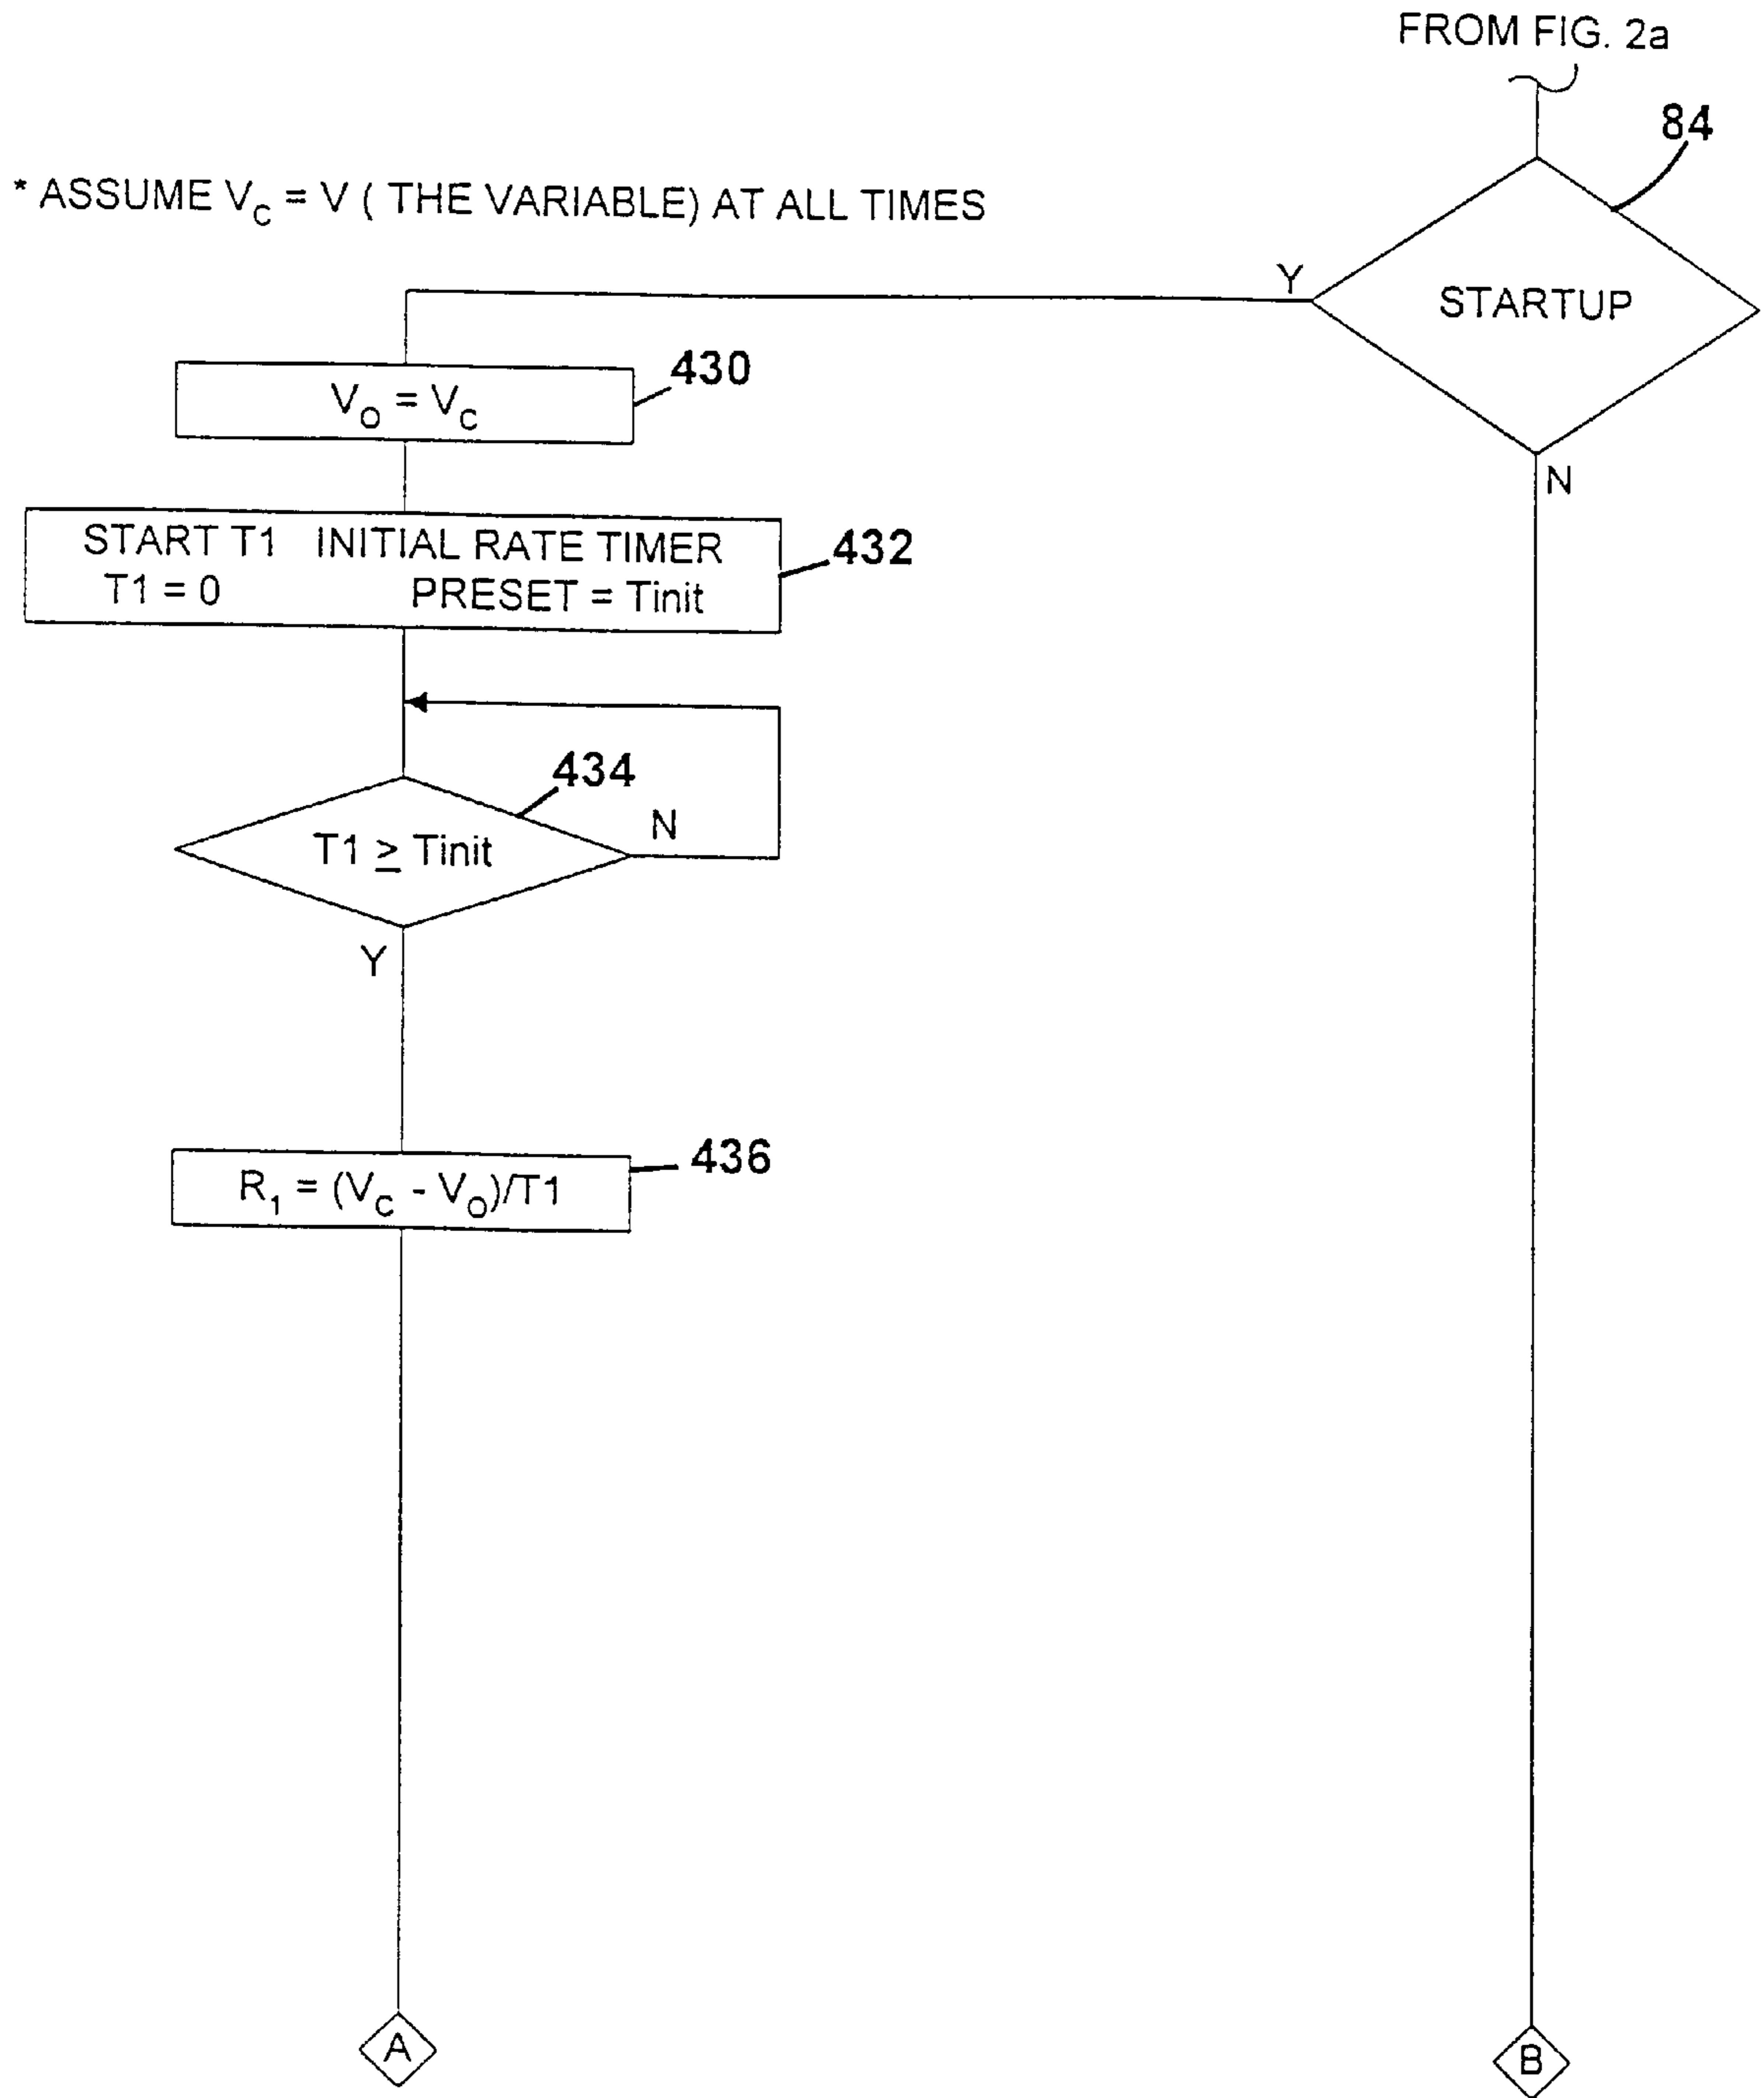 FROM FIG. 2a
84
* ASSUME V_C = V ( THE VARIABLE) AT ALL TIMES
Y
STARTUP
430
V_O = V_C
N
START T1 INITIAL RATE TIMER
432
T1 = 0 PRESET = Tinit
434
N
T1 ≥ Tinit
Y
436
R_1 = (V_C - V_O)/T1
A
B